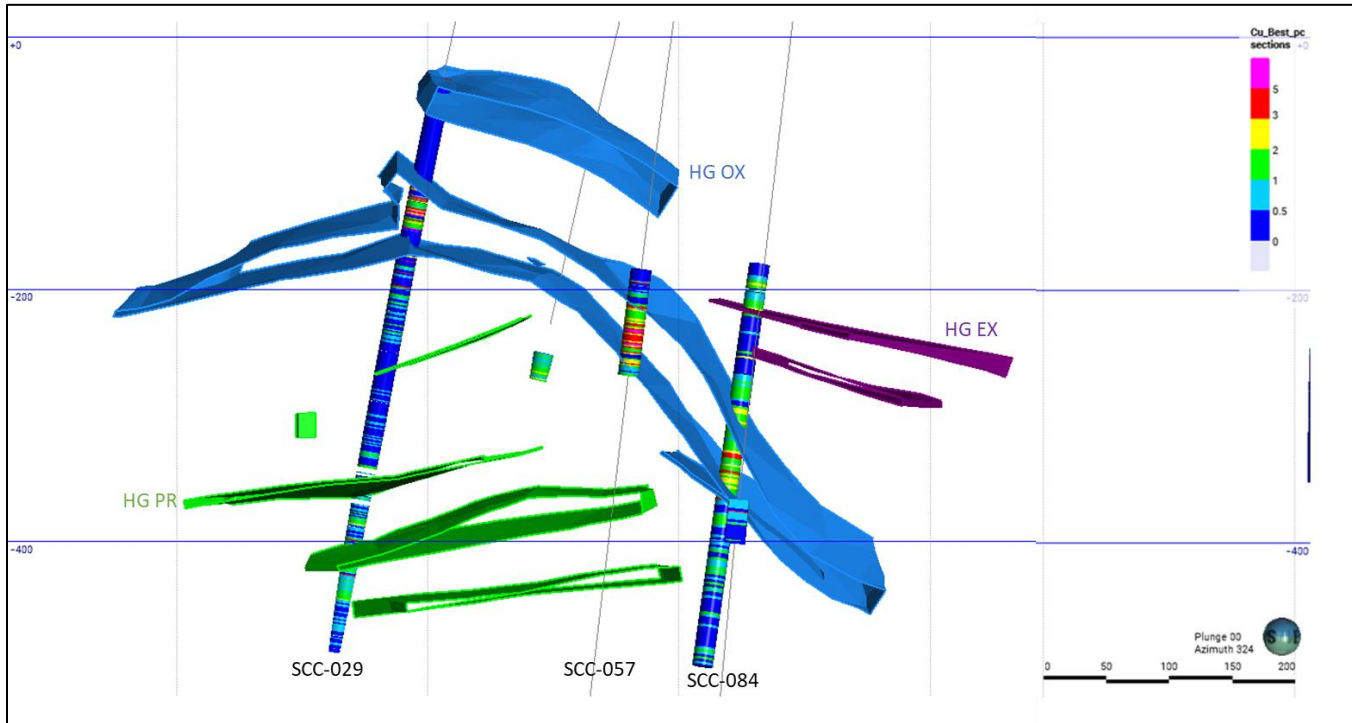 Cu_Best_pc
sections
+0
+0
5
3
2
1
0.5
0
HG OX
-200
-200
HG EX
HG PR
-400
-400
Plunge 00
Azimuth 324
S E
SCC-029
SCC-057
SCC-084
0 50 100 150 200